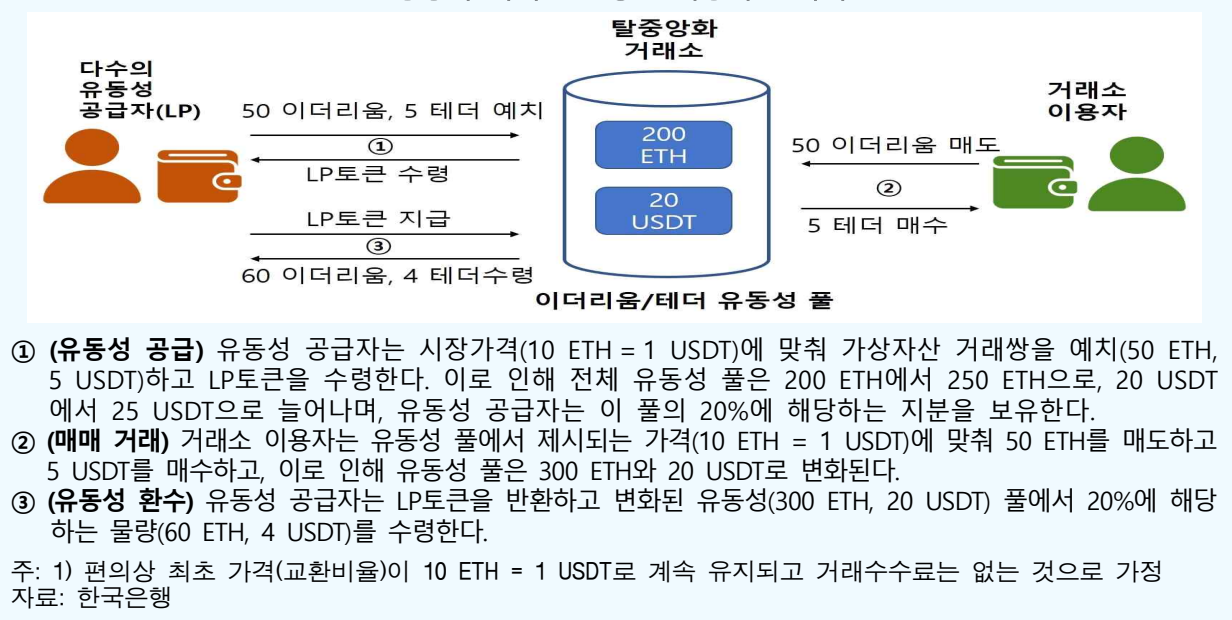 탈중앙화
거래소
다수의
유동성
공급자(LP)
거래소
이용자
50 이더리움, 5 테더 예치
①
LP토큰 수령
200
ETH
50 이더리움 매도
②
20
USDT
5 테더 매수
LP토큰 지급
③
60 이더리움, 4 테더수령
이더리움/테더 유동성 풀
① (유동성 공급) 유동성 공급자는 시장가격(10 ETH = 1 USDT)에 맞춰 가상자산 거래쌍을 예치(50 ETH,
5 USDT)하고 LP토큰을 수령한다. 이로 인해 전체 유동성 풀은 200 ETH에서 250 ETH으로, 20 USDT
에서 25 USDT으로 늘어나며, 유동성 공급자는 이 풀의 20%에 해당하는 지분을 보유한다.
② (매매 거래) 거래소 이용자는 유동성 풀에서 제시되는 가격(10 ETH = 1 USDT)에 맞춰 50 ETH를 매도하고
5 USDT를 매수하고, 이로 인해 유동성 풀은 300 ETH와 20 USDT로 변화된다.
③ (유동성 환수) 유동성 공급자는 LP토큰을 반환하고 변화된 유동성(300 ETH, 20 USDT) 풀에서 20%에 해당
하는 물량(60 ETH, 4 USDT)를 수령한다.
주: 1) 편의상 최초 가격(교환비율)이 10 ETH = 1 USDT로 계속 유지되고 거래수수료는 없는 것으로 가정
자료: 한국은행